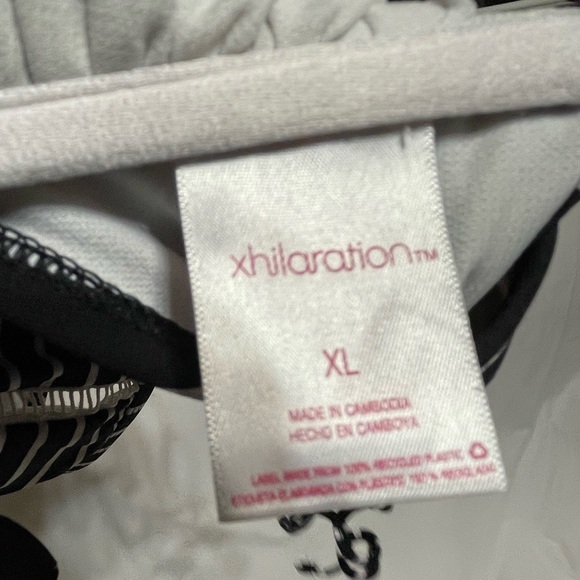 xhilaration™
XL
MADE IN CAMBODIA
HECHO EN CAMBOYA
LABEL MADE FROM 100% RECYCLED PLASTIC
ETIQUETA ELABORADA CON PLASTICO 100% RECICLADO